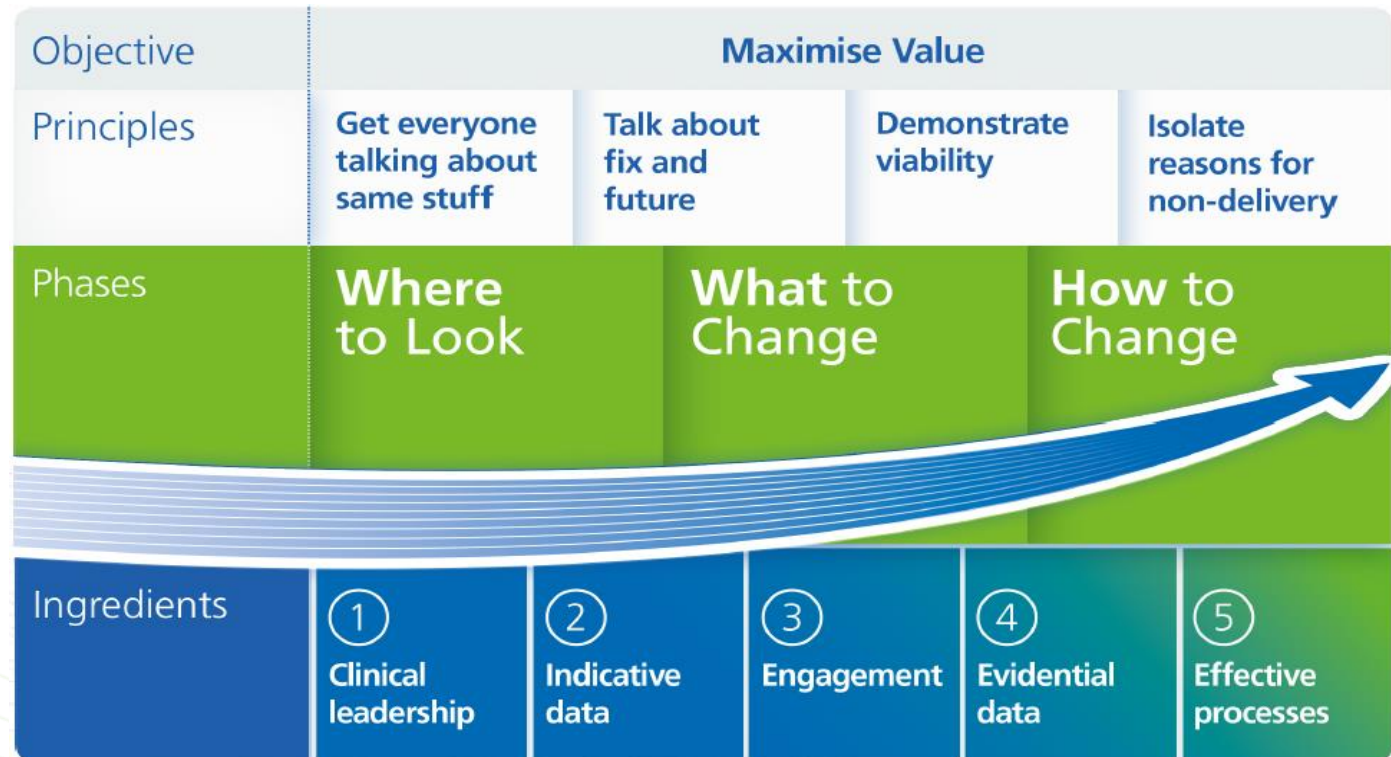 Objective
Maximise Value
Principles
Get everyone
talking about
same stuff
Talk about
fix and
future
Demonstrate
viability
Isolate
reasons for
non-delivery
Phases
Where
to Look
What to
Change
How to
Change
Ingredients
1
Clinical
leadership
2
Indicative
data
3
Engagement
4
Evidential
data
5
Effective
processes